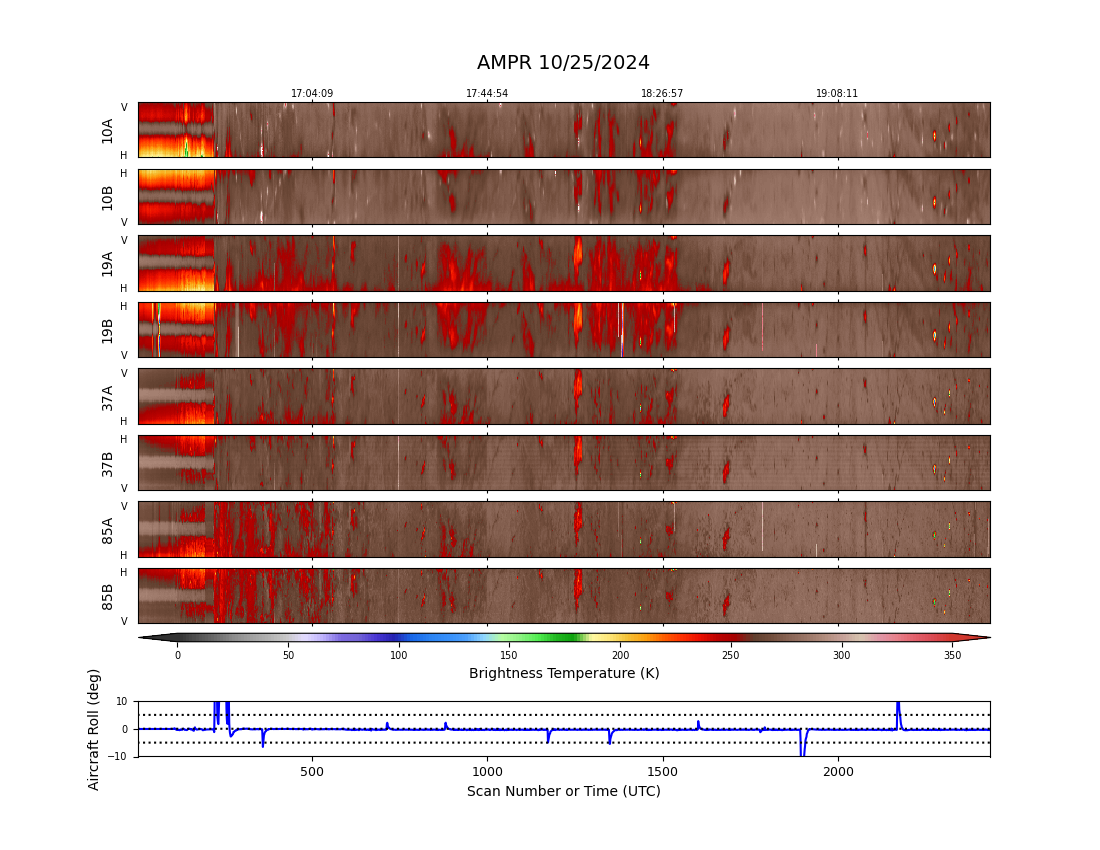 AMPR 10/25/2024
17:04:09 17:44:54 18:26:57 19:08:11
V
10A
H
H
10B
V
V
19A
H
H
19B
V
V
37A
H
H
37B
V
V
85A
H
H
85B
V
0 50 100 150 200 250 300 350
Brightness Temperature (K)
Aircraft Roll (deg)
10
0
−10
500 1000 1500 2000
Scan Number or Time (UTC)